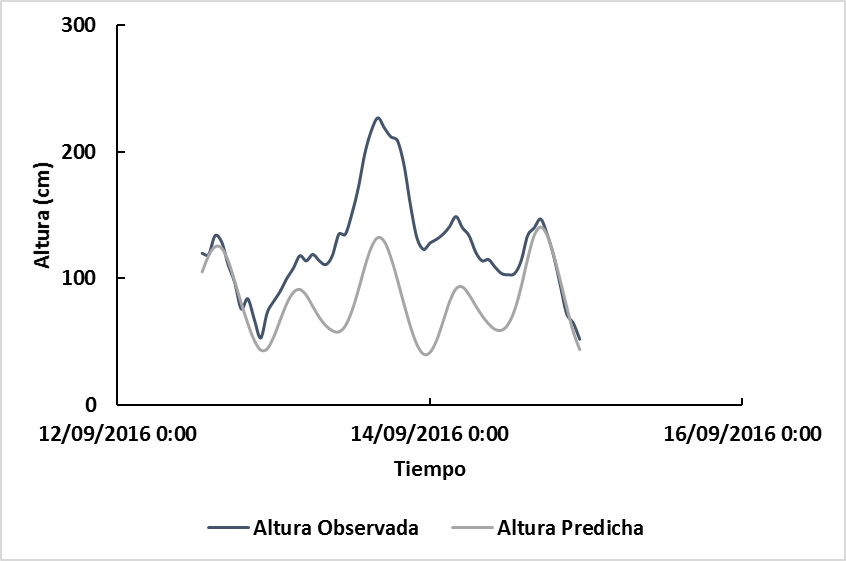 300
200
100
0
Altura (cm)
12/09/2016 0:00 14/09/2016 0:00 16/09/2016 0:00
Tiempo
Altura Observada Altura Predicha